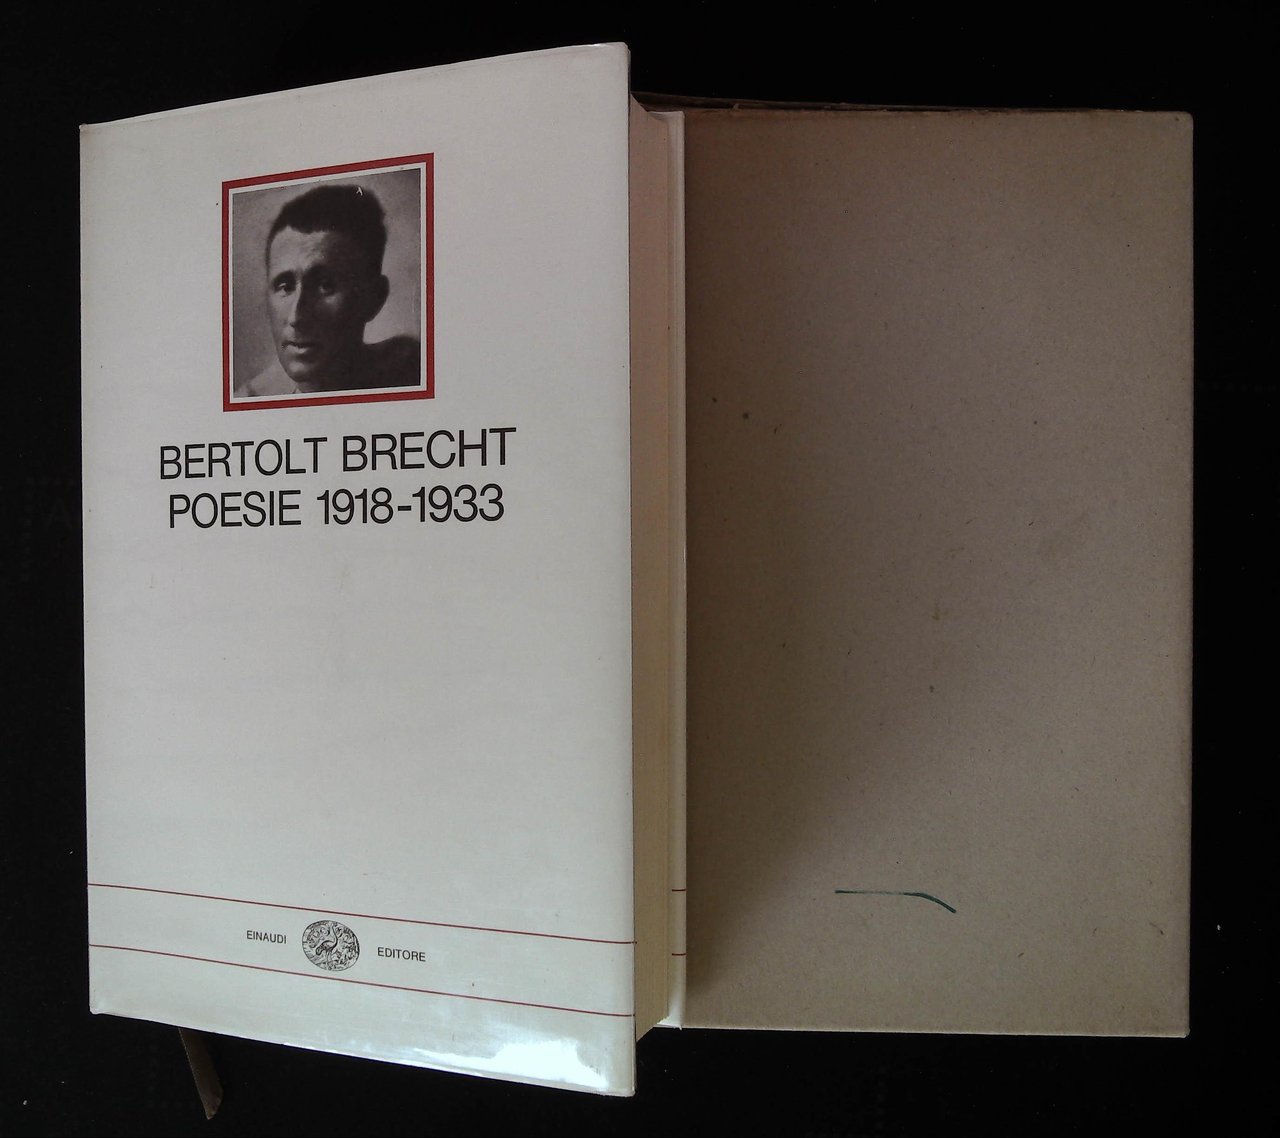 BERTOLT BRECHT
POESIE 1918-1933
EINAUDI EDITORE